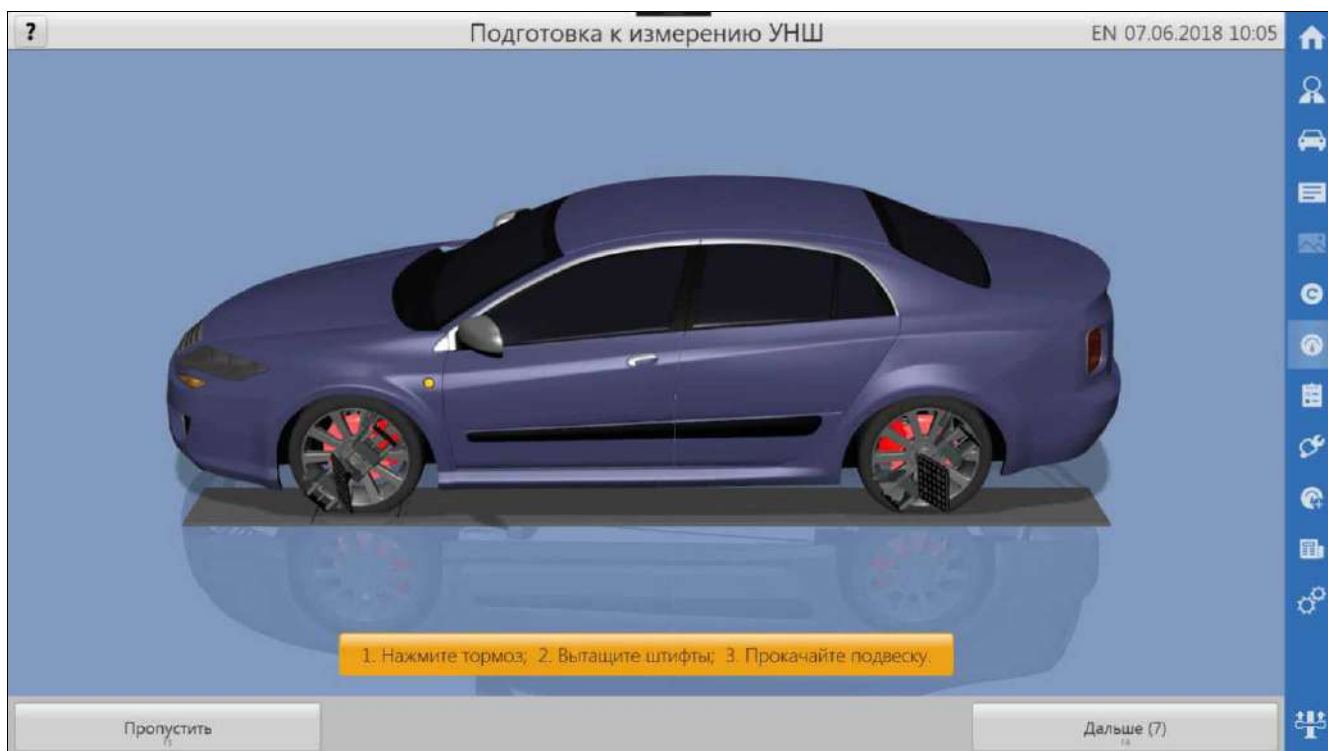 ?
Подготовка к измерению УНШ
EN 07.06.2018 10:05
1. Нажмите тормоз; 2. Вытащите штифты; 3. Прокачайте подвеску.
Пропустить
Дальше (7)
F4